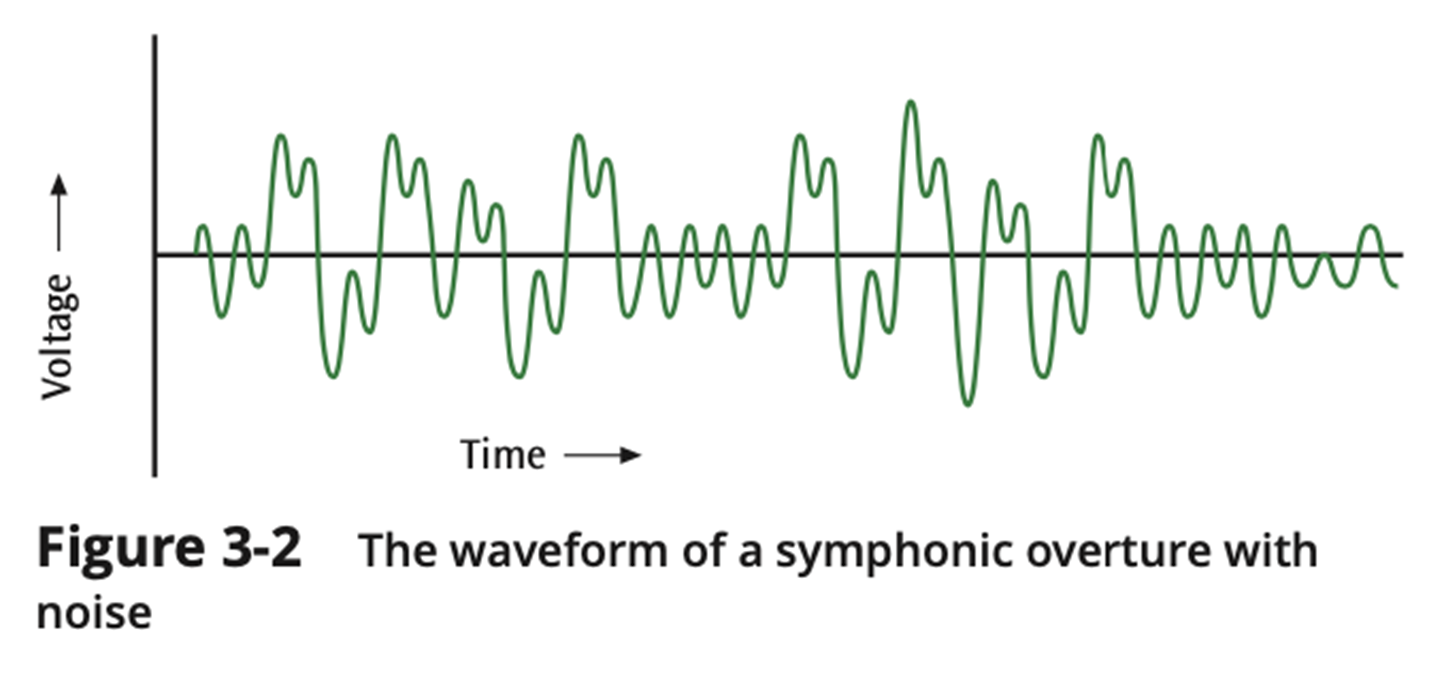 Voltage
Time
Figure 3-2 The waveform of a symphonic overture with
noise